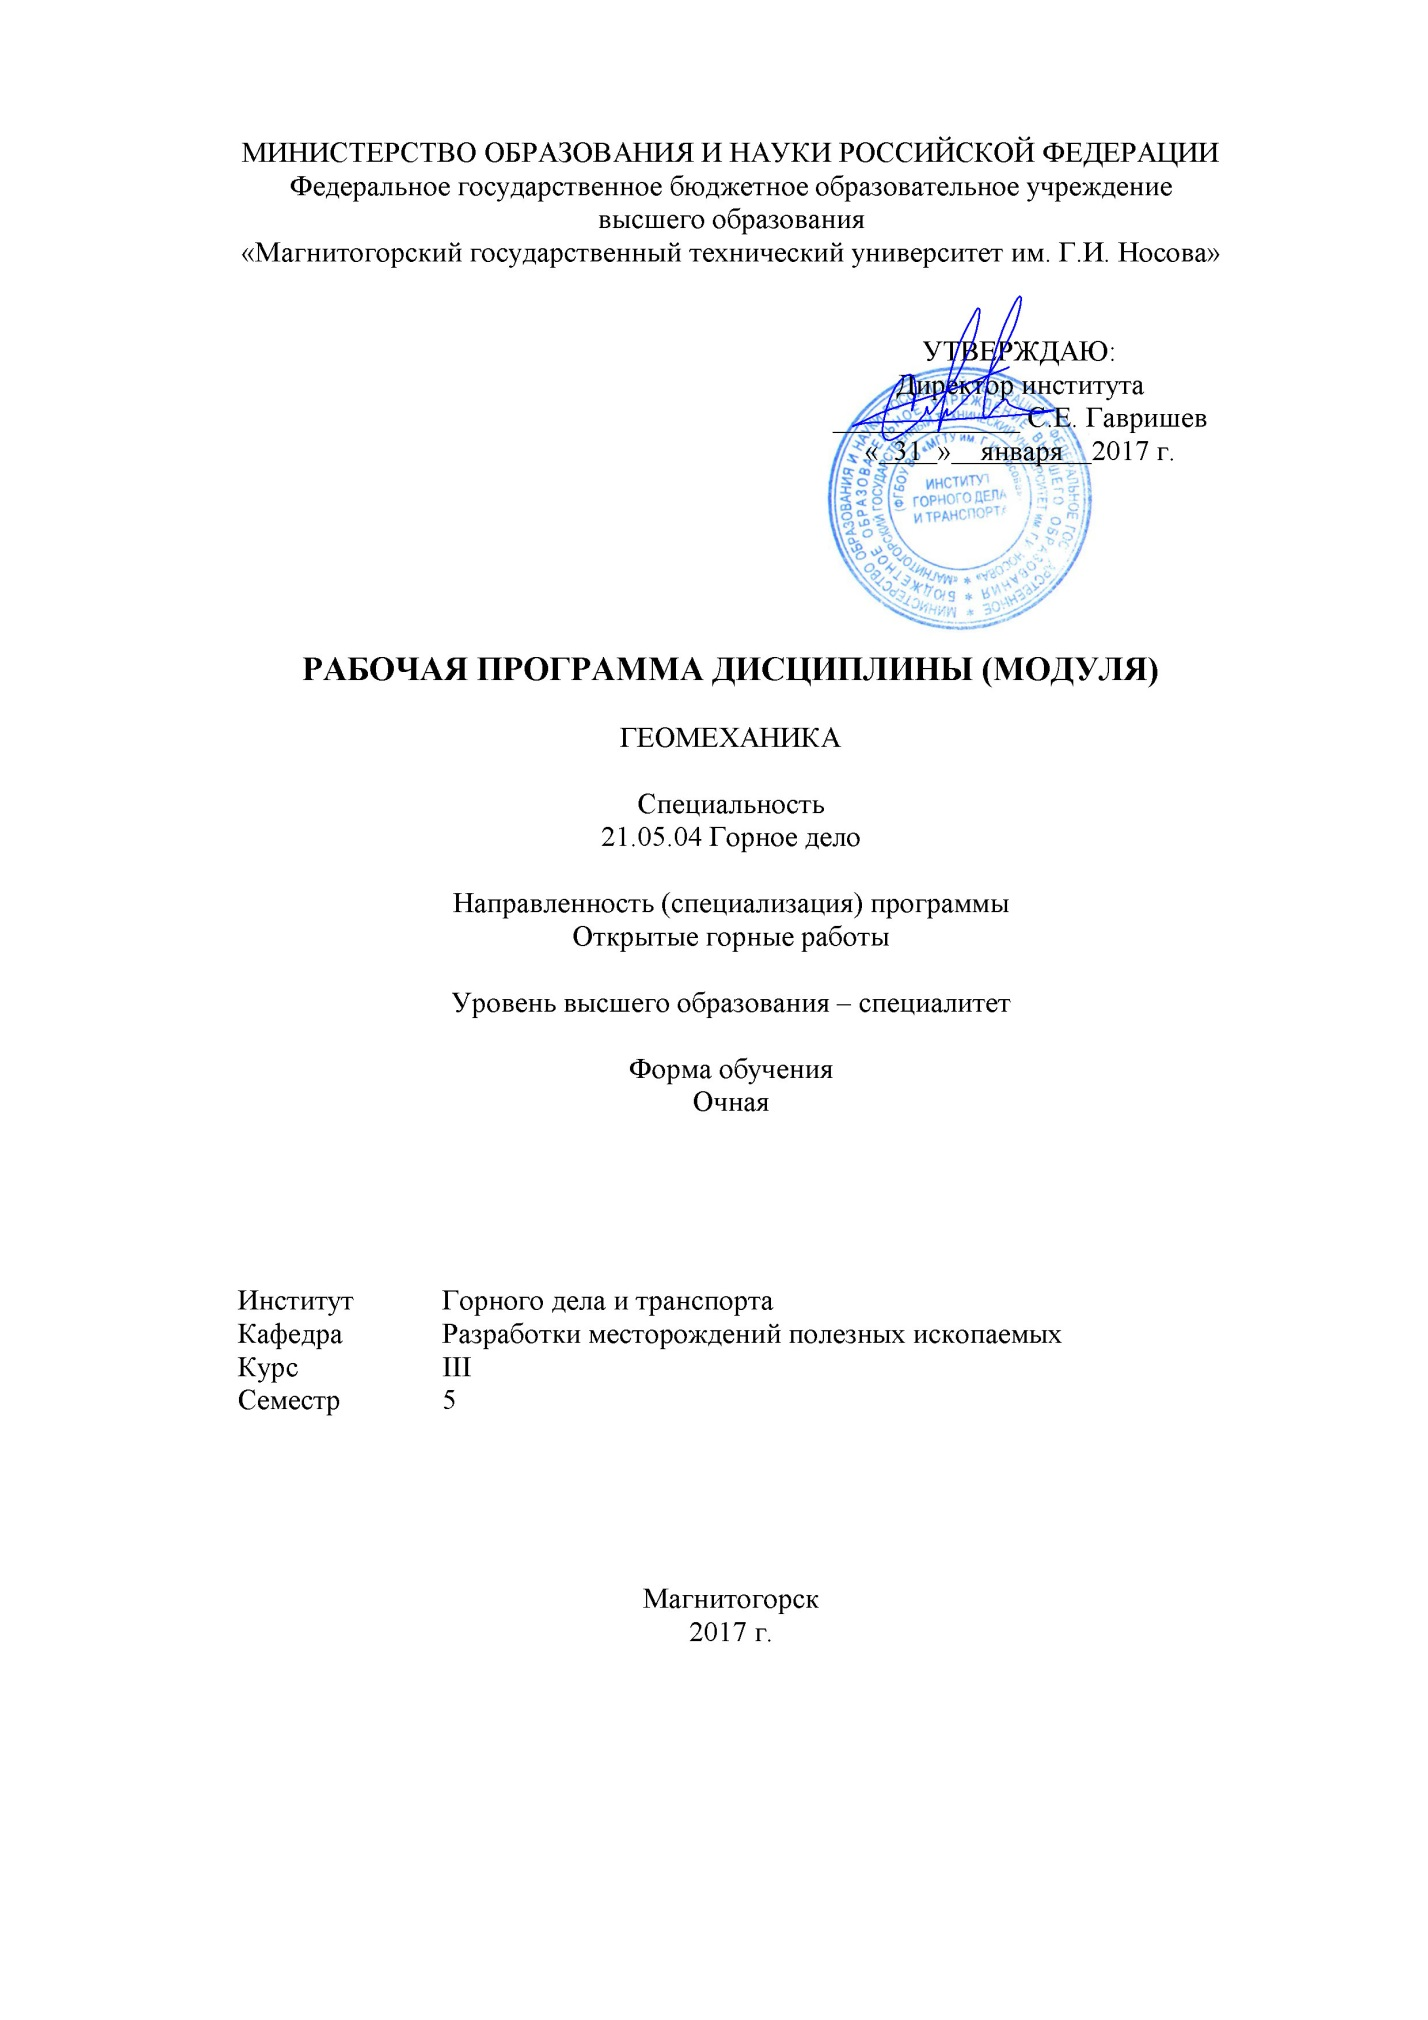 МИНИСТЕРСТВО ОБРАЗОВАНИЯ И НАУКИ РОССИЙСКОЙ ФЕДЕРАЦИИ
Федеральное государственное бюджетное образовательное учреждение
высшего образования
«Магнитогорский государственный технический университет им. Г.И. Носова»
УТВЕРЖДАЮ:
Директор института
С.Е. Гавришев
« 31 » января 2017 г.
ИНСТИТУТ
ГОРНОГО ДЕЛА
И ТРАНСПОРТА
РАБОЧАЯ ПРОГРАММА ДИСЦИПЛИНЫ (МОДУЛЯ)
ГЕОМЕХАНИКА
Специальность
21.05.04 Горное дело
Направленность (специализация) программы
Открытые горные работы
Уровень высшего образования – специалитет
Форма обучения
Очная
Институт Горного дела и транспорта
Кафедра Разработки месторождений полезных ископаемых
Курс III
Семестр 5
Магнитогорск
2017 г.